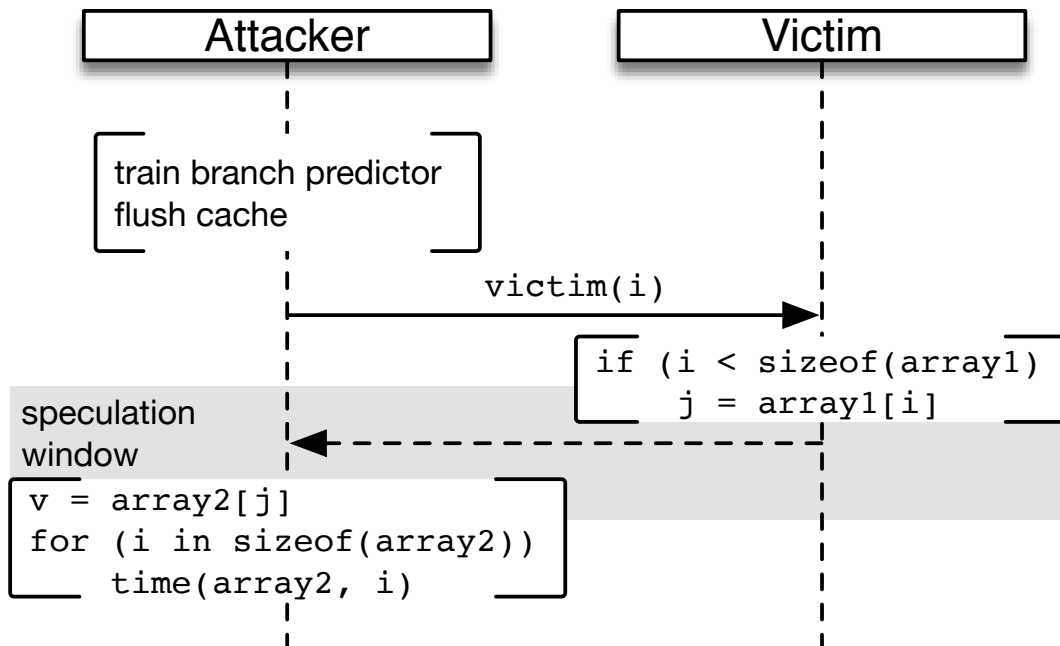 Attacker
Victim
train branch predictor
flush cache
victim(i)
if (i < sizeof(array1)
j = array1[i]
speculation
window
v = array2[j]
for (i in sizeof(array2))
time(array2, i)